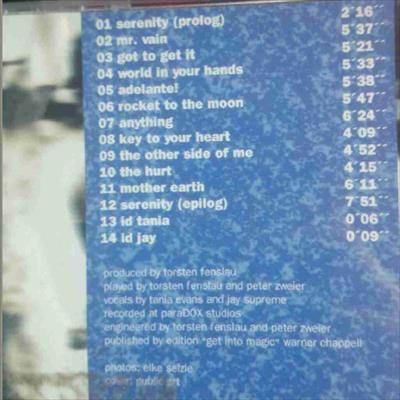 01 serenity (prolog) 2´16´´
02 mr. vain 5´37´´
03 got to get it 5´21´´
04 world in your hands 5´33´´
05 adelante! 5´38´´
06 rocket to the moon 5´47´´
07 anything 6´24´´
08 key to your heart 4´09´´
09 the other side of me 4´52´´
10 the hurt 4´15´´
11 mother earth 6´11´´
12 serenity (epilog) 7´51´´
13 id tania 0´06´´
14 id jay 0´09´´
produced by torsten fenslau
played by torsten fenslau and peter zweier
vocals by tania evans and jay supreme
recorded at paraDOX studios
engineered by torsten fenslau and peter zweier
published by edition "get into magic" warner chappell
photos: elke selzle
cover: public art